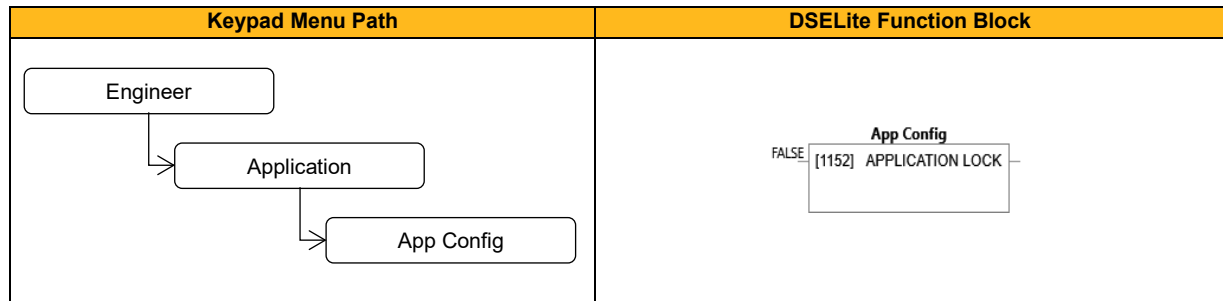 Keypad Menu Path
DSELite Function Block
Engineer
Application
App Config
App Config
FALSE
[1152] APPLICATION LOCK